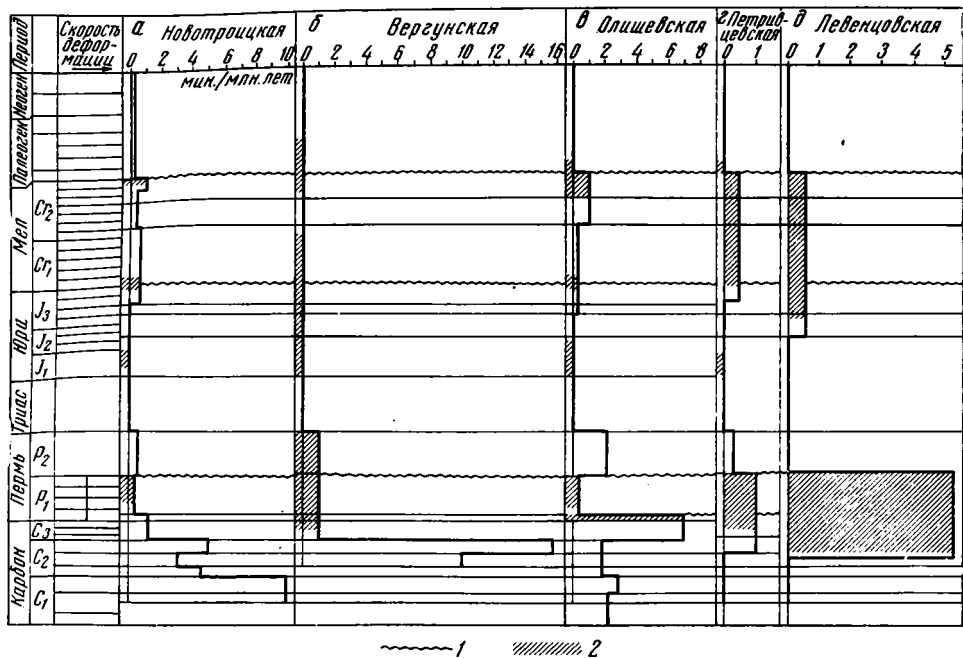 Период
Скорость деформации
а Новотроицкая
0 2 4 6 8 10
мин./млн. лет
б Вергунская
0 2 4 6 8 10 12 14 16
в Олишевская
0 2 4 6 8
г Петривцевская
0 1
д Левенцовская
0 1 2 3 4 5
Неоген
Палеоген
Мел
Cr₂
Cr₁
Юра
J₃
J₂
J₁
Триас
Пермь
P₂
P₁
Карбон
C₃
C₂
C₁
1
2